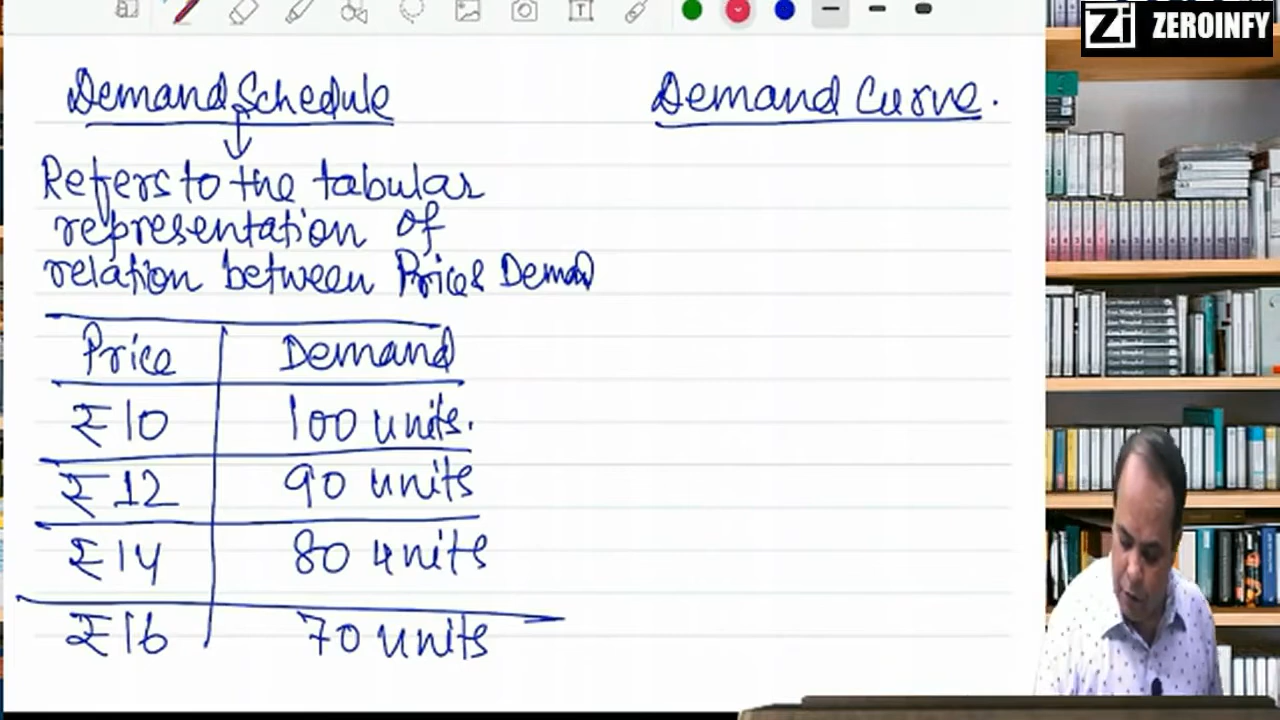 Zi ZEROINFY
Demand Schedule
Refers to the tabular
representation of
relation between Price & Demand
Price Demand
₹10 100 units.
₹12 90 units
₹14 80 units
₹16 70 units
Demand Curve.